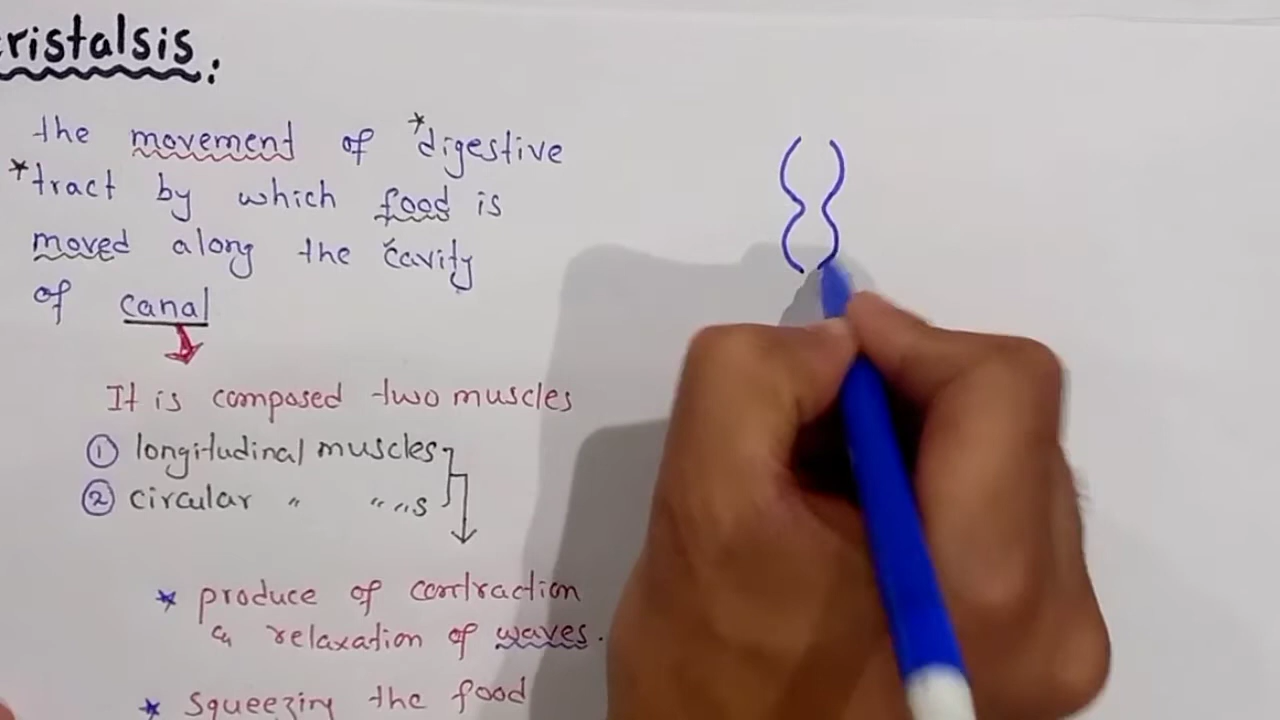 ristalsis:
the movement of *digestive
*tract by which food is
moved along the cavity
of canal
It is composed two muscles
① longitudinal muscles
② circular " " "s
* produce of contraction
& relaxation of waves.
* squeezing the food